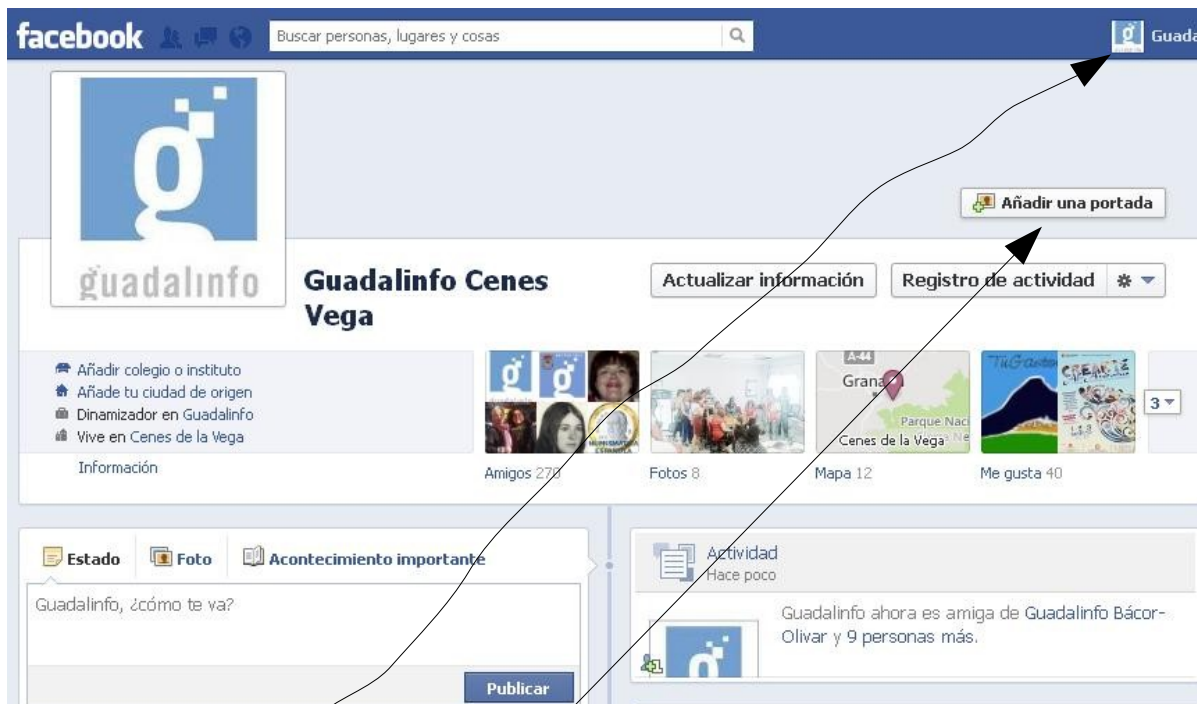 facebook
Buscar personas, lugares y cosas
Guada
guadalinfo
Añadir una portada
Guadalinfo Cenes
Vega
Actualizar información
Registro de actividad
Añadir colegio o instituto
Añade tu ciudad de origen
Dinamizador en Guadalinfo
Vive en Cenes de la Vega
Información
Amigos 270
Fotos 8
A-44
Grana
Parque Naci
Cenes de la Vega Ne
Mapa 12
Me gusta 40
3
Estado
Foto
Acontecimiento importante
Guadalinfo, ¿cómo te va?
Publicar
Actividad
Hace poco
Guadalinfo ahora es amiga de Guadalinfo Bácor-
Olivar y 9 personas más.